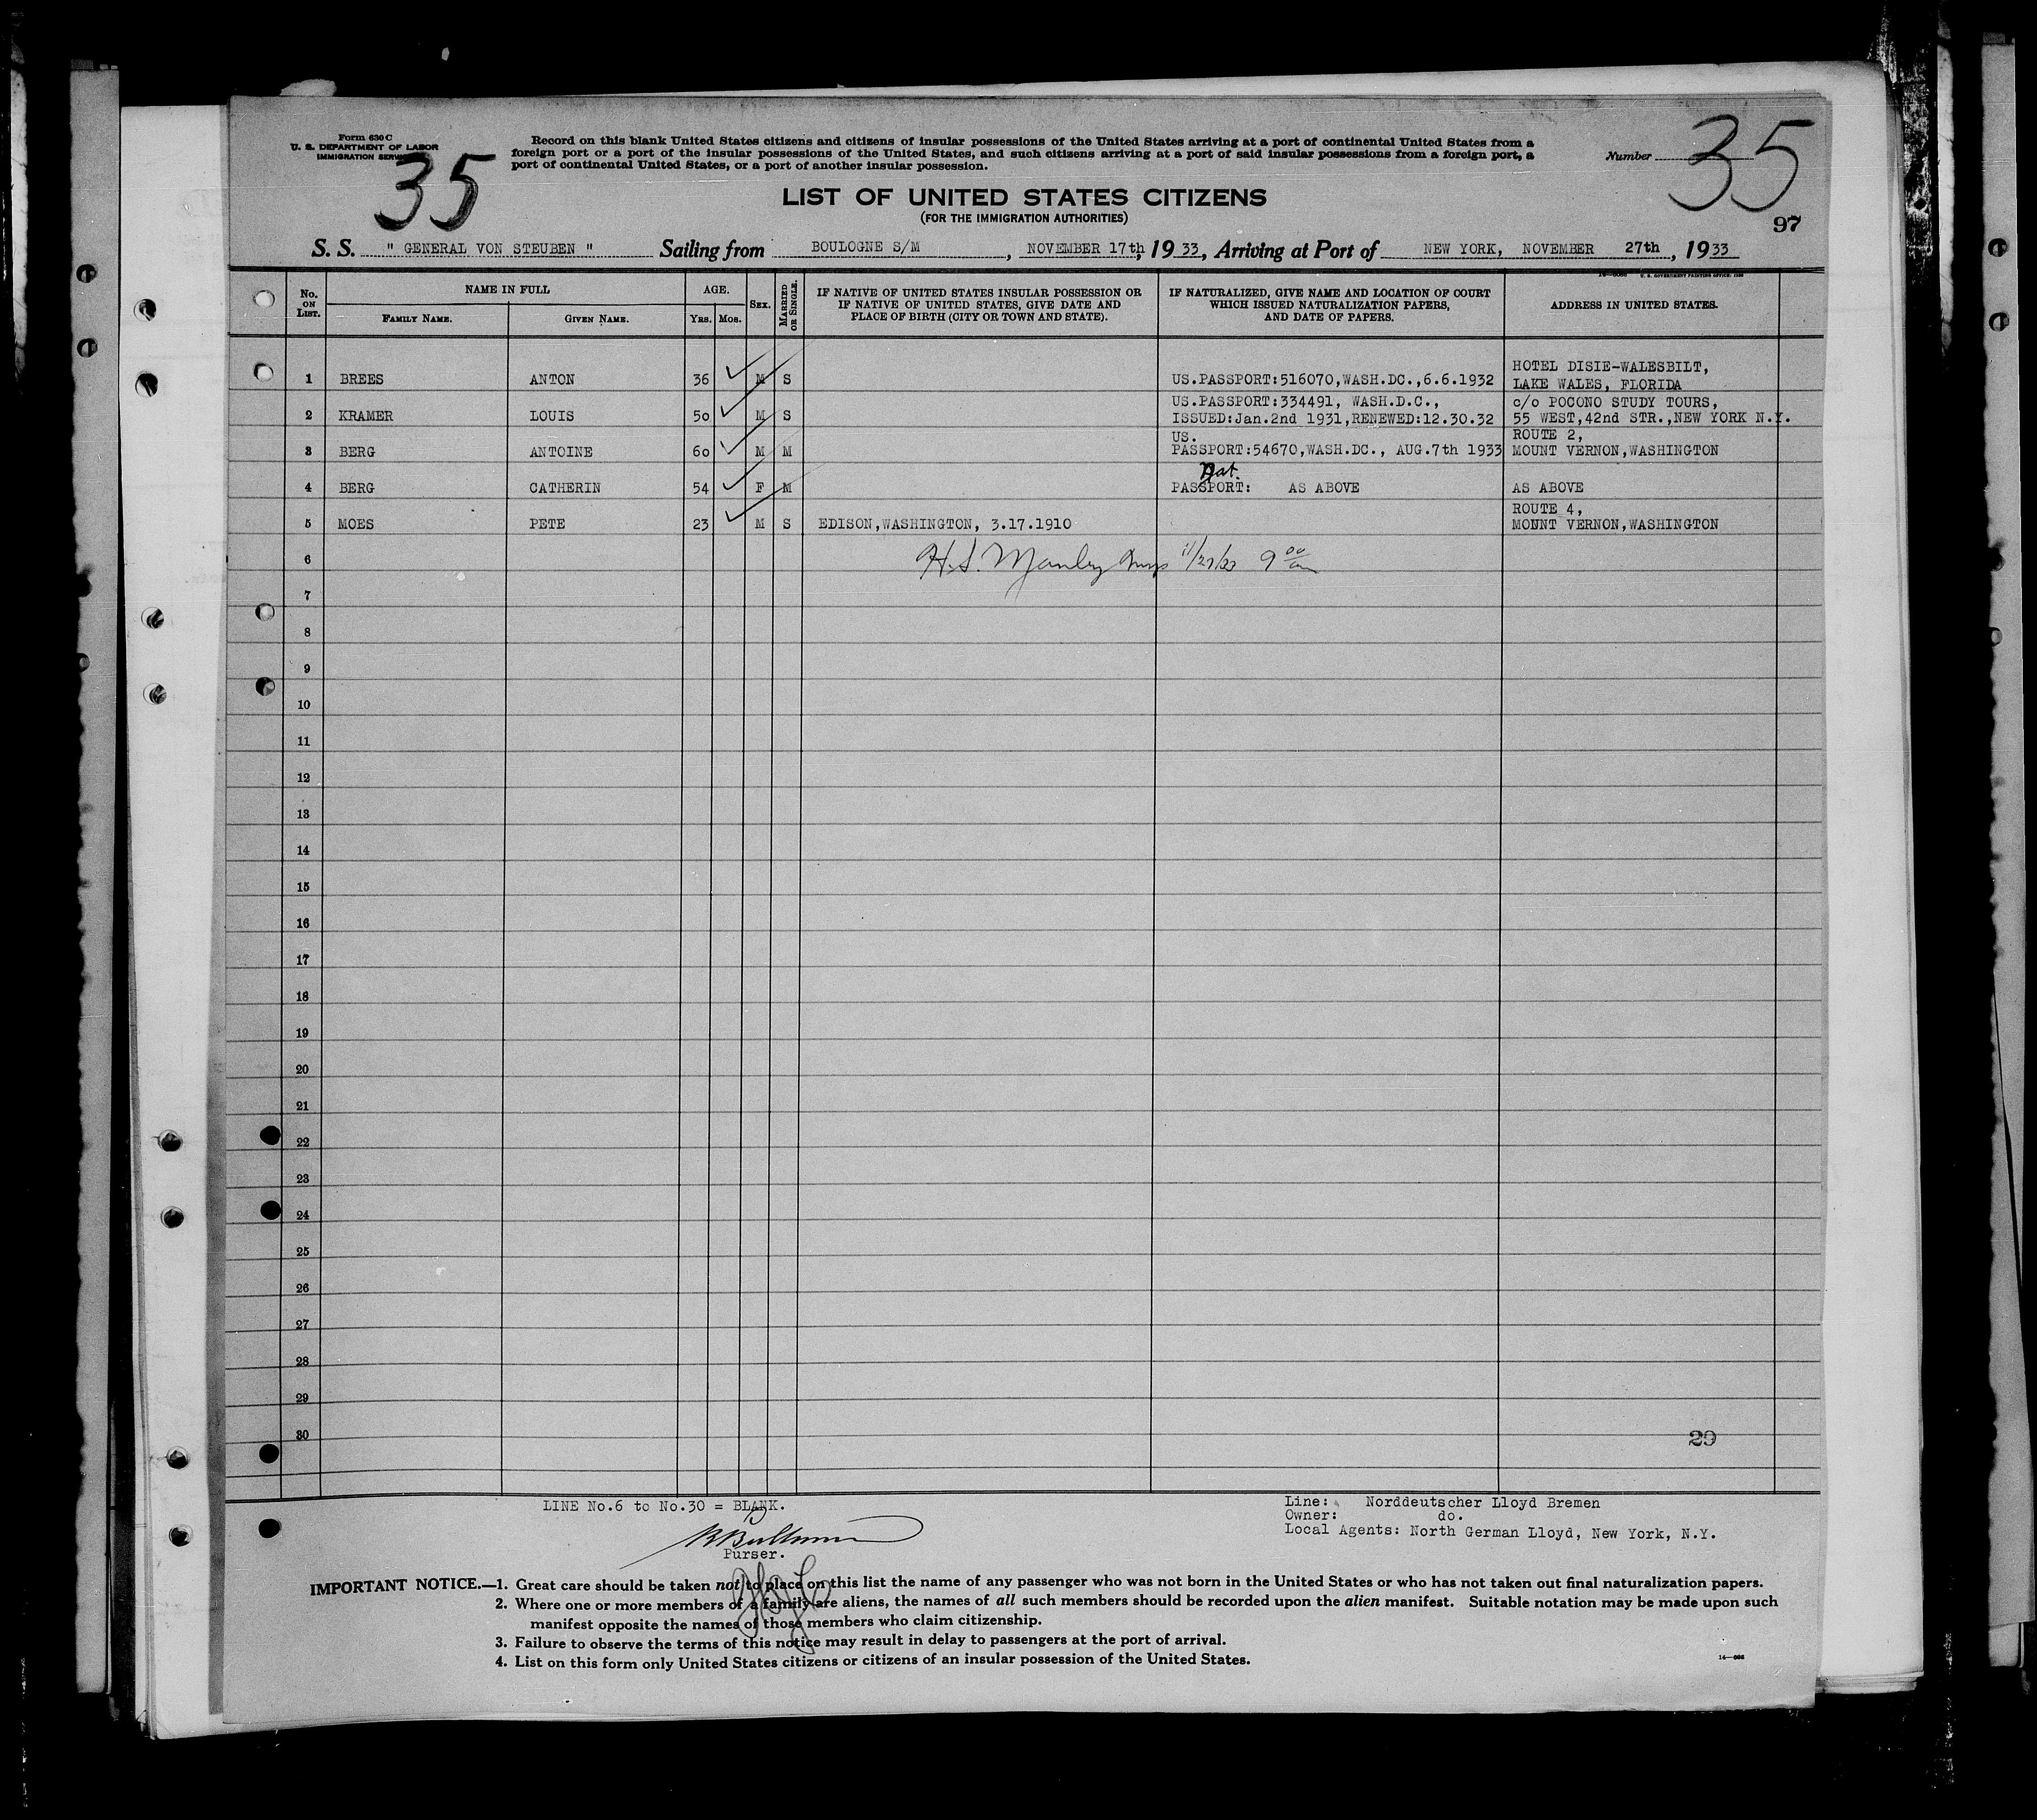 Form 630 C
U. S. DEPARTMENT OF LABOR
IMMIGRATION SERVICE
35
Record on this blank United States citizens and citizens of insular possessions of the United States arriving at a port of continental United States from a
foreign port or a port of the insular possessions of the United States, and such citizens arriving at a port of said insular possessions from a foreign port, a
port of continental United States, or a port of another insular possession.
Number 35
LIST OF UNITED STATES CITIZENS
(FOR THE IMMIGRATION AUTHORITIES)
97
S. S. " GENERAL VON STEUBEN " Sailing from BOULOGNE S/M , NOVEMBER 17th, 1933, Arriving at Port of NEW YORK, NOVEMBER 27th , 1933
No. ON LIST. NAME IN FULL FAMILY NAME. GIVEN NAME. AGE. YRS. MOS. SEX. MARRIED OR SINGLE. IF NATIVE OF UNITED STATES INSULAR POSSESSION OR IF NATIVE OF UNITED STATES, GIVE DATE AND PLACE OF BIRTH (CITY OR TOWN AND STATE). IF NATURALIZED, GIVE NAME AND LOCATION OF COURT WHICH ISSUED NATURALIZATION PAPERS, AND DATE OF PAPERS. ADDRESS IN UNITED STATES.
HOTEL DISIE-WALESBILT,
1 BREES ANTON 36 M S US.PASSPORT:516070,WASH.DC.,6.6.1932 LAKE WALES, FLORIDA
US.PASSPORT:334491, WASH.D.C., c/o POCONO STUDY TOURS,
2 KRAMER LOUIS 50 M S ISSUED:Jan.2nd 1931,RENEWED:12.30.32 55 WEST,42nd STR.,NEW YORK N.Y.
US. ROUTE 2,
3 BERG ANTOINE 60 M M PASSPORT:54670,WASH.DC., AUG.7th 1933 MOUNT VERNON,WASHINGTON
nat.
4 BERG CATHERIN 54 F M PASSPORT: AS ABOVE AS ABOVE
ROUTE 4,
5 MOES PETE 23 M S EDISON,WASHINGTON, 3.17.1910 MONNT VERNON,WASHINGTON
6 H.S. Manley 11/27/33 9 00 am
7
8
9
10
11
12
13
14
15
16
17
18
19
20
21
22
23
24
25
26
27
28
29
30
29
LINE No.6 to No.30 = BLANK.
Purser.
Line: Norddeutscher Lloyd Bremen
Owner: do.
Local Agents: North German Lloyd, New York, N.Y.
IMPORTANT NOTICE.—1. Great care should be taken not to place on this list the name of any passenger who was not born in the United States or who has not taken out final naturalization papers.
2. Where one or more members of a family are aliens, the names of all such members should be recorded upon the alien manifest. Suitable notation may be made upon such
manifest opposite the names of those members who claim citizenship.
3. Failure to observe the terms of this notice may result in delay to passengers at the port of arrival.
4. List on this form only United States citizens or citizens of an insular possession of the United States.